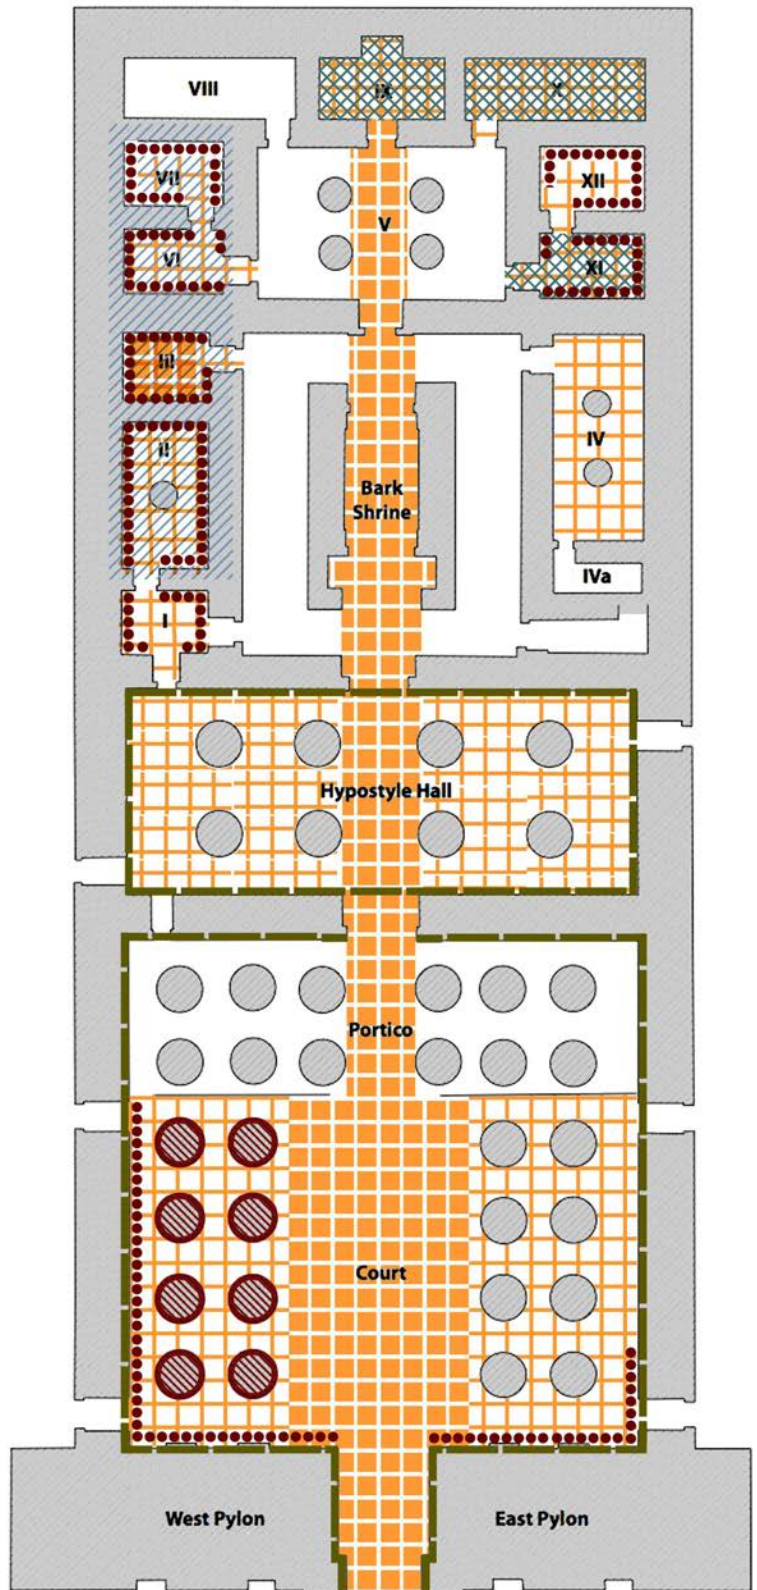 VIII
IX
X
VII
XII
V
VI
XI
III
IV
II
Bark
Shrine
IVa
I
Hypostyle Hall
Portico
Court
West Pylon
East Pylon